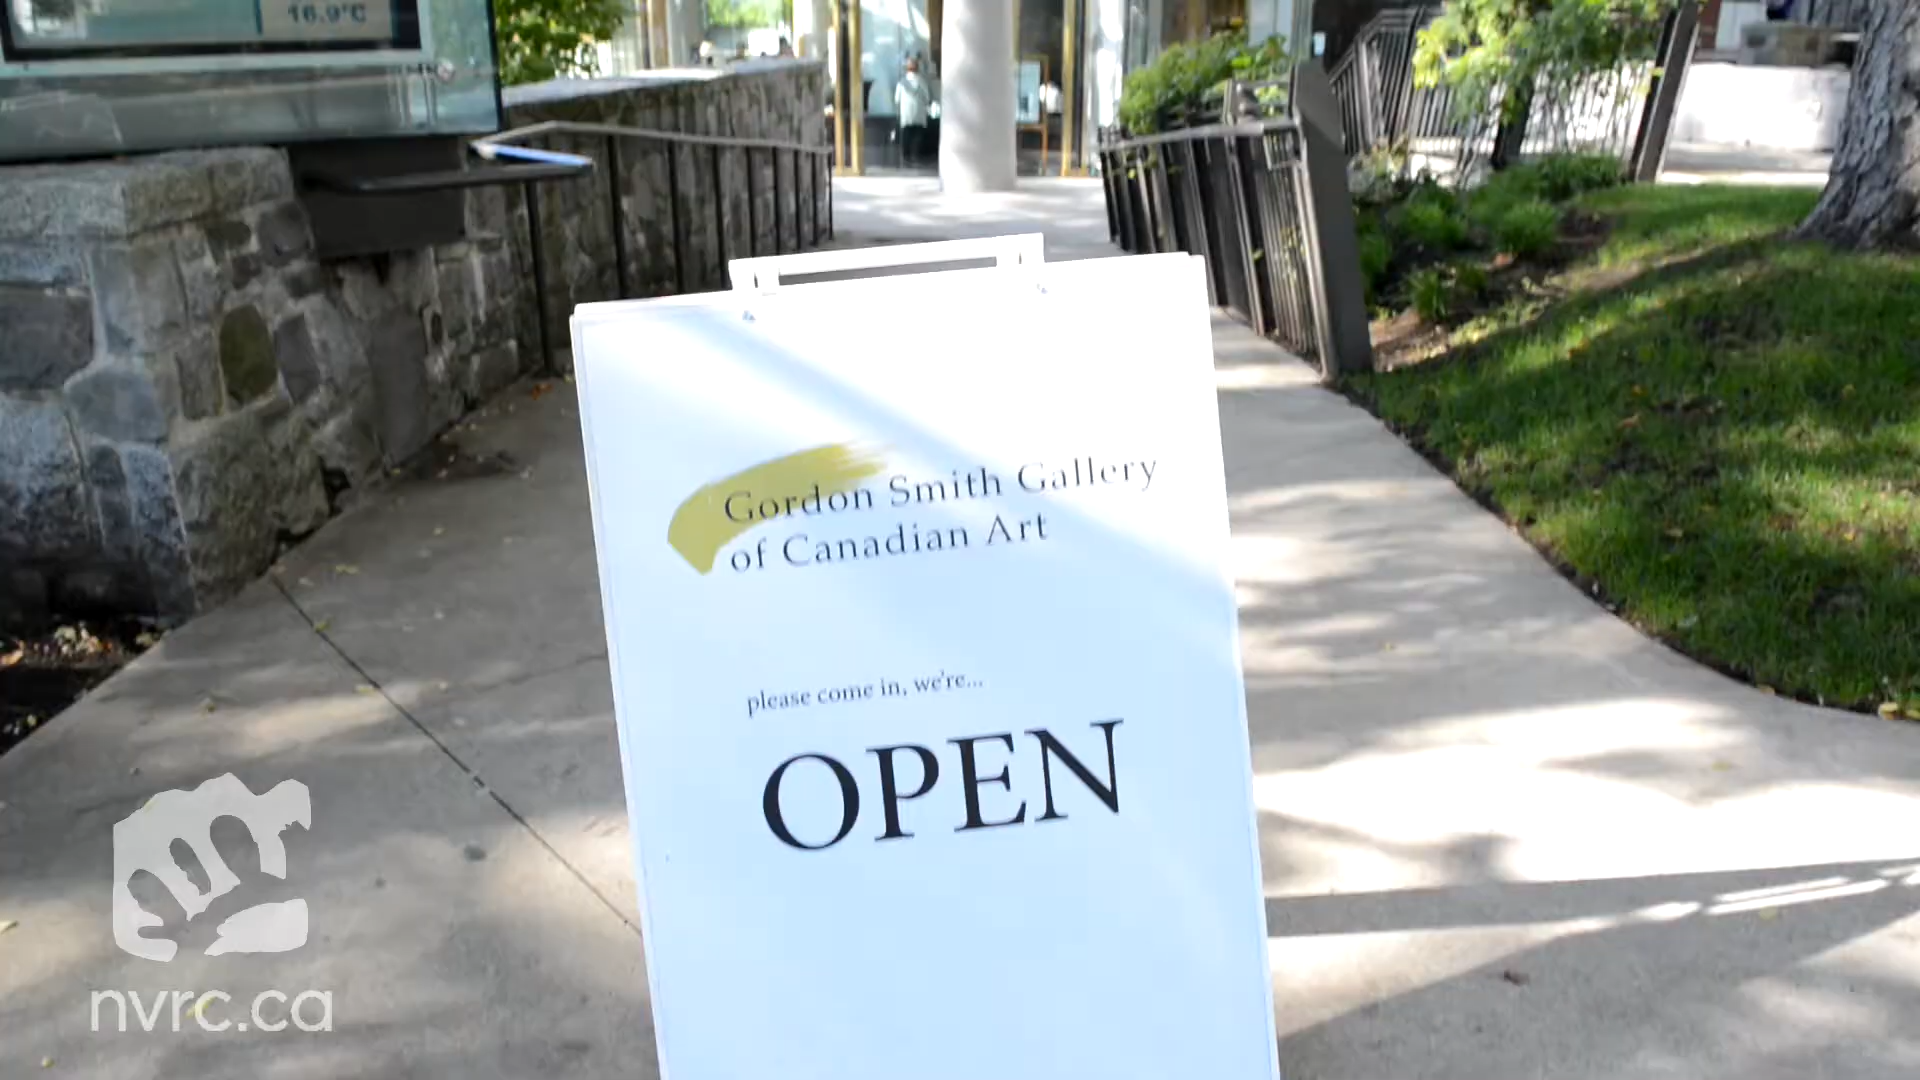 16.9°C
Gordon Smith Gallery
of Canadian Art
please come in, we're...
OPEN
nvrc.ca